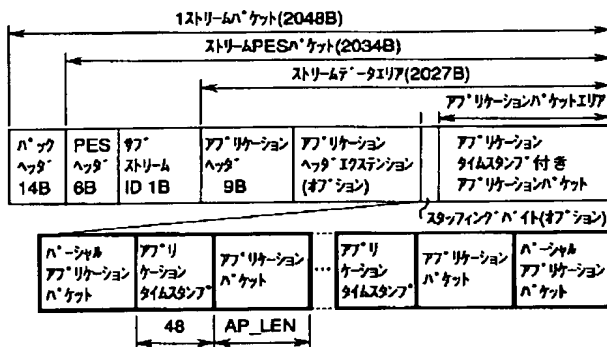 1ストリームパケット(2048B)
ストリームPESパケット(2034B)
ストリームデータエリア(2027B)
アプリケーションパケットエリア
パック
ヘッダ
14B
PES
ヘッダ
6B
サブ
ストリーム
ID 1B
アプリケーション
ヘッダ
9B
アプリケーション
ヘッダエクステンション
(オプション)
アプリケーション
タイムスタンプ付き
アプリケーションパケット
スタッフィングバイト(オプション)
パーシャル
アプリケーション
パケット
アプリ
ケーション
タイムスタンプ
アプリケーション
パケット
…
アプリ
ケーション
タイムスタンプ
アプリケーション
パケット
パーシャル
アプリケーション
パケット
48
AP_LEN